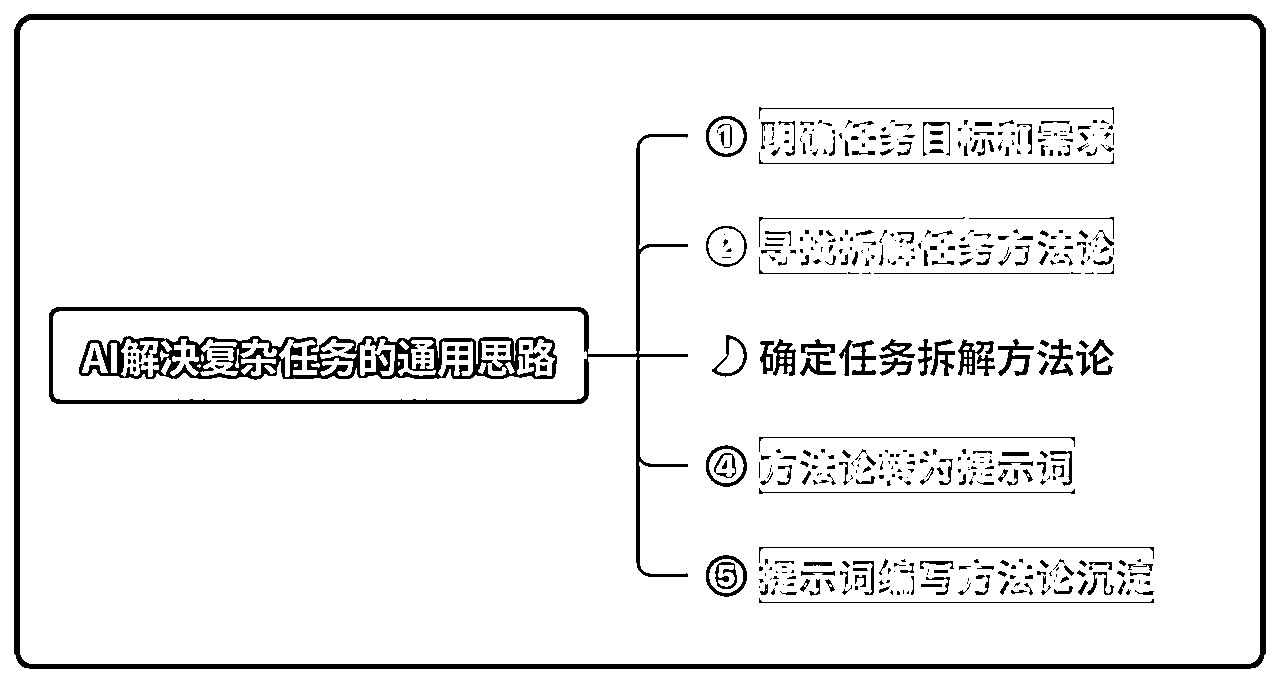 AI解决复杂任务的通用思路
① 明确任务目标和需求
② 寻找拆解任务方法论
确定任务拆解方法论
④ 方法论转为提示词
⑤ 提示词编写方法论沉淀